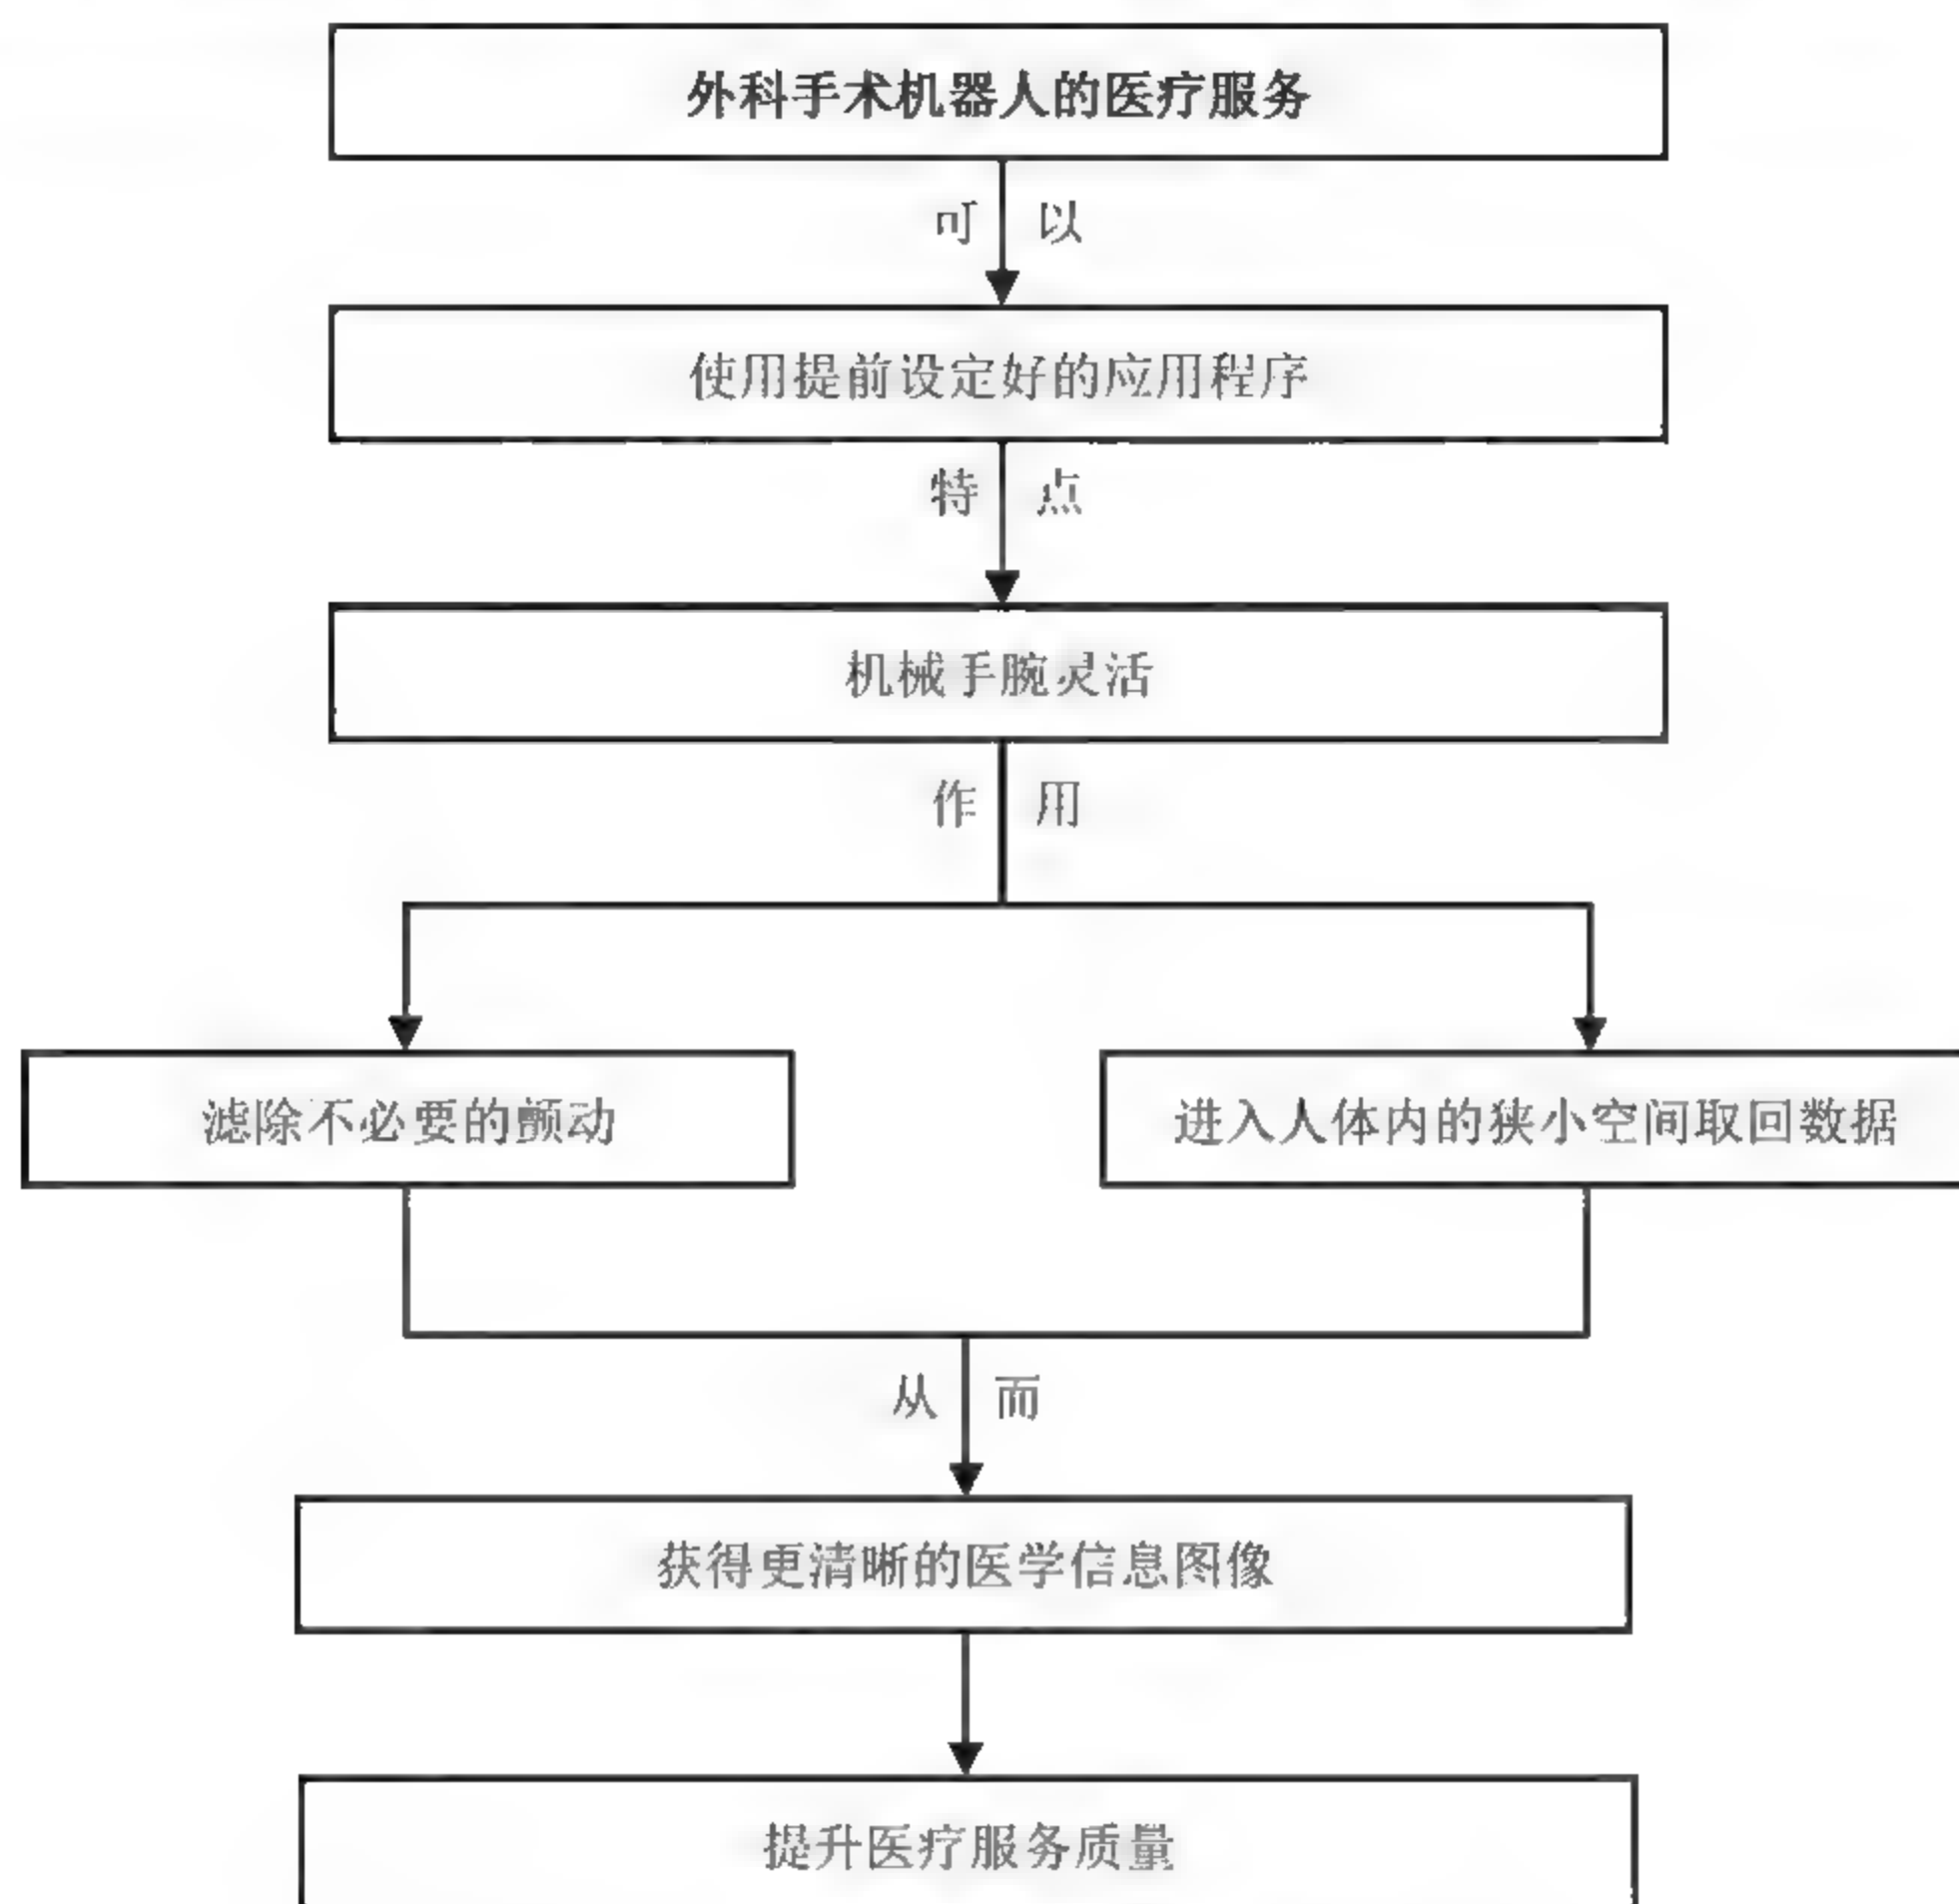 外科手术机器人的医疗服务
可以
使用提前设定好的应用程序
特点
机械手腕灵活
作用
滤除不必要的颤动
进入人体内的狭小空间取回数据
从而
获得更清晰的医学信息图像
提升医疗服务质量